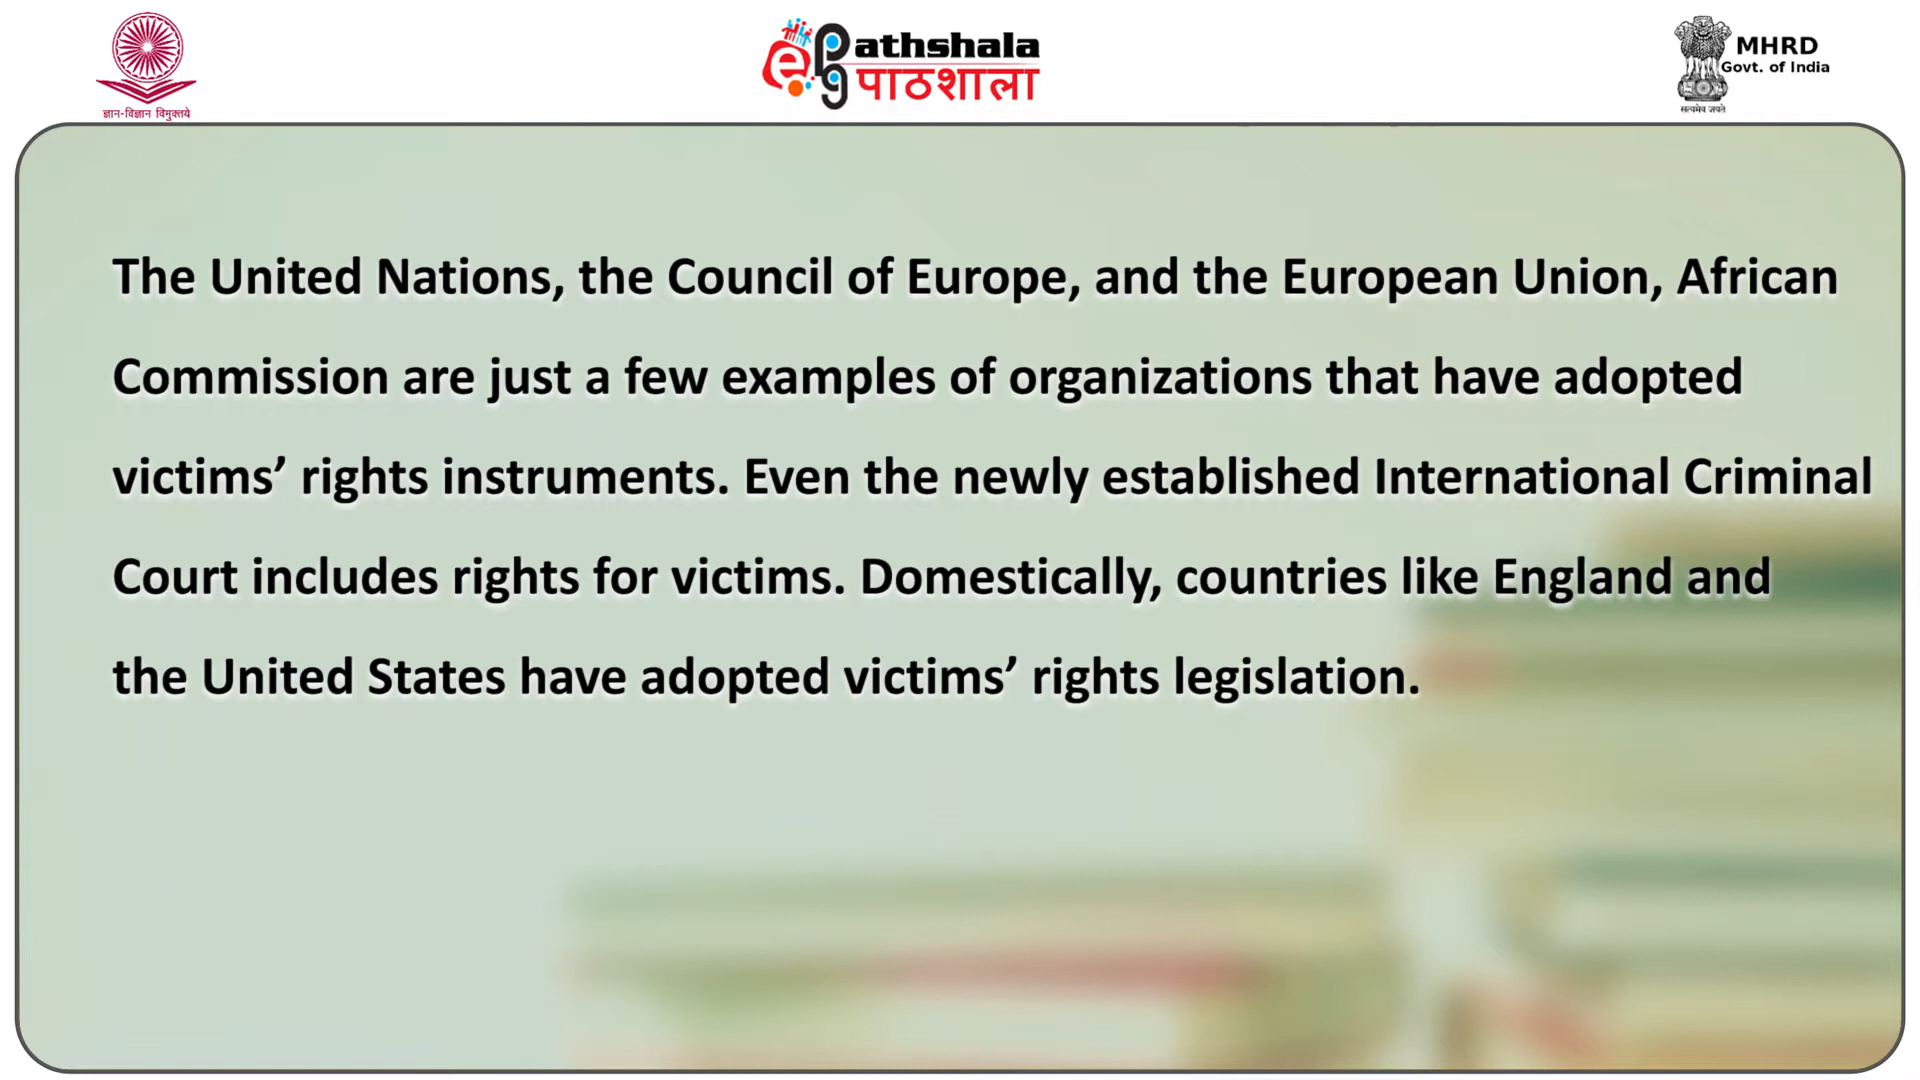 ज्ञान-विज्ञान विमुक्तये
ePG Pathshala
पाठशाला
MHRD
Govt. of India
सत्यमेव जयते
The United Nations, the Council of Europe, and the European Union, African
Commission are just a few examples of organizations that have adopted
victims’ rights instruments. Even the newly established International Criminal
Court includes rights for victims. Domestically, countries like England and
the United States have adopted victims’ rights legislation.